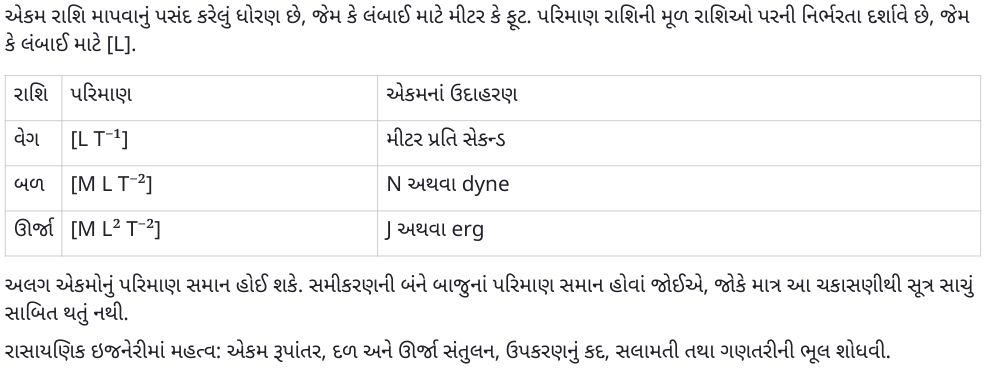 એકમ રાશિ માપવાનું પસંદ કરેલું ધોરણ છે, જેમ કે લંબાઈ માટે મીટર કે ફૂટ. પરિમાણ રાશિની મૂળ રાશિઓ પરની નિર્ભરતા દર્શાવે છે, જેમ
કે લંબાઈ માટે [L].
રાશિ પરિમાણ એકમનાં ઉદાહરણ
વેગ [L T⁻¹] મીટર પ્રતિ સેકન્ડ
બળ [M L T⁻²] N અથવા dyne
ઊર્જા [M L² T⁻²] J અથવા erg
અલગ એકમોનું પરિમાણ સમાન હોઈ શકે. સમીકરણની બંને બાજુનાં પરિમાણ સમાન હોવાં જોઈએ, જોકે માત્ર આ ચકાસણીથી સૂત્ર સાચું
સાબિત થતું નથી.
રાસાયણિક ઇજનેરીમાં મહત્વ: એકમ રૂપાંતર, દળ અને ઊર્જા સંતુલન, ઉપકરણનું કદ, સલામતી તથા ગણતરીની ભૂલ શોધવી.